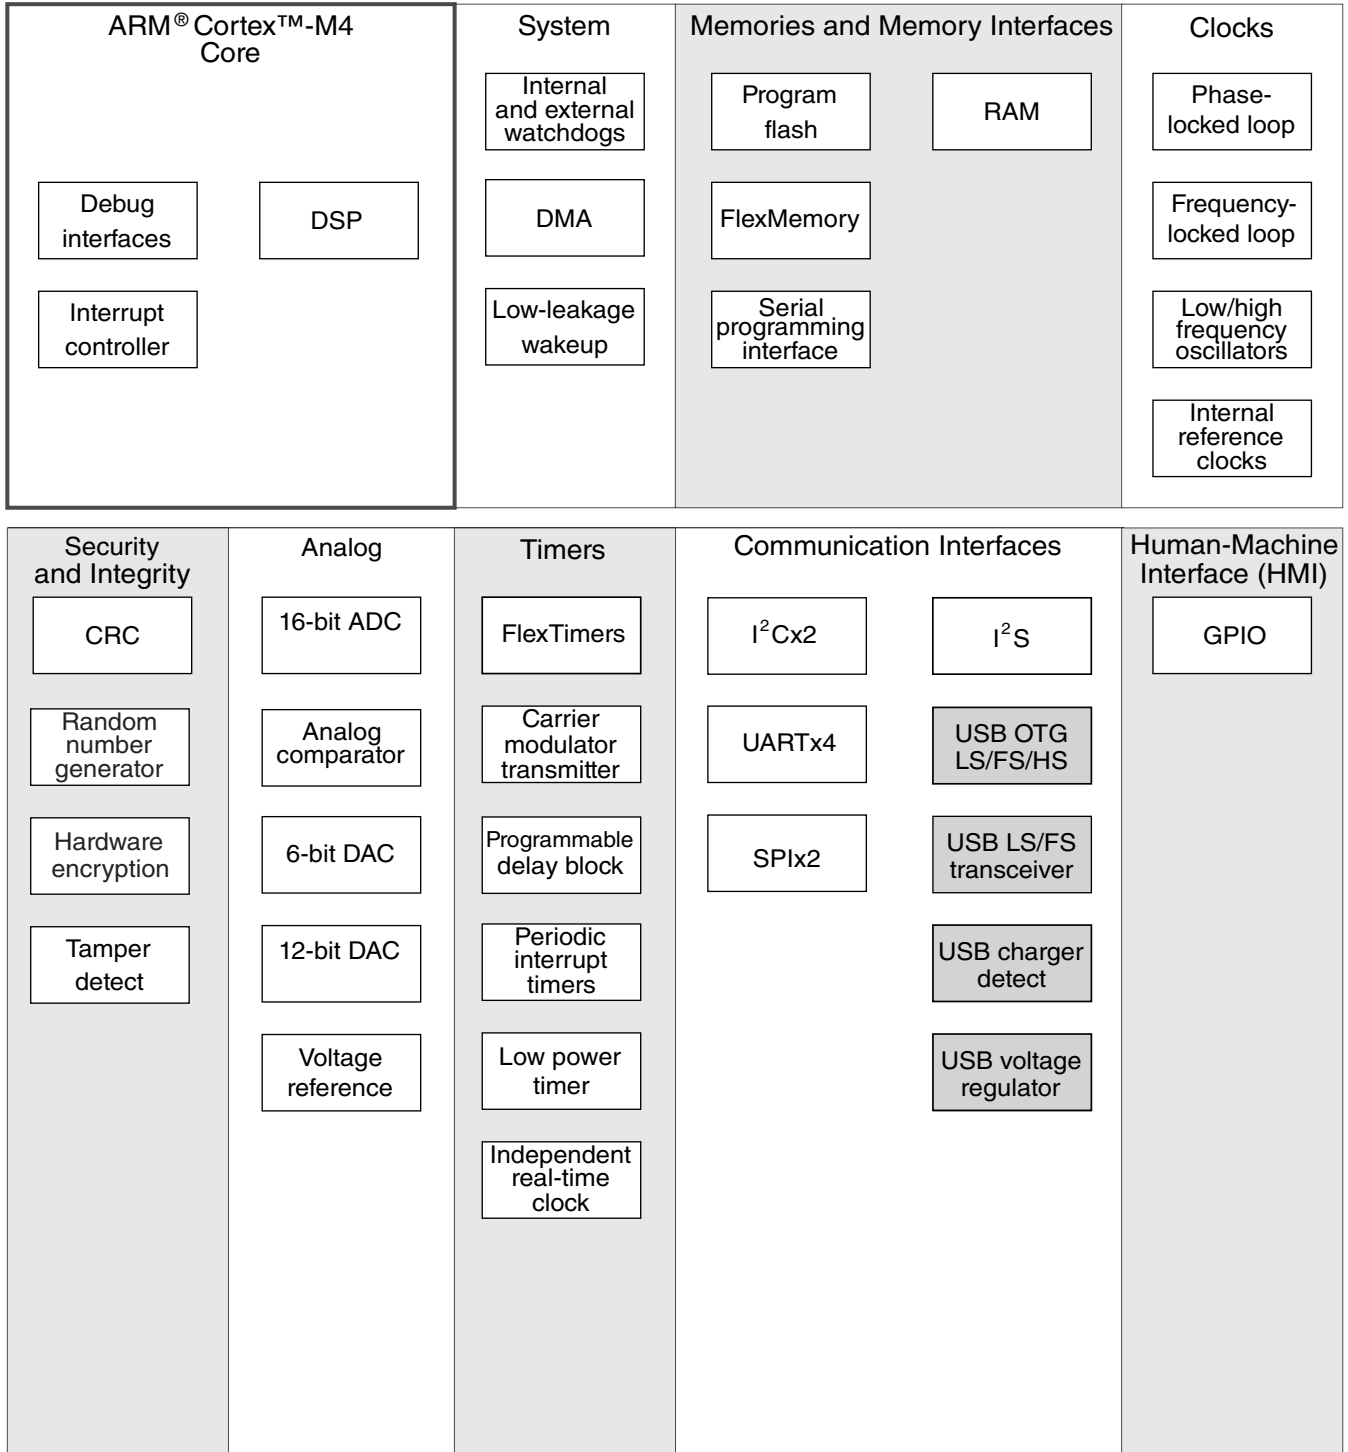 ARM® Cortex™-M4
Core
Debug
interfaces
DSP
Interrupt
controller
System
Internal
and external
watchdogs
DMA
Low-leakage
wakeup
Memories and Memory Interfaces
Program
flash
RAM
FlexMemory
Serial
programming
interface
Clocks
Phase-
locked loop
Frequency-
locked loop
Low/high
frequency
oscillators
Internal
reference
clocks
Security
and Integrity
CRC
Random
number
generator
Hardware
encryption
Tamper
detect
Analog
16-bit ADC
Analog
comparator
6-bit DAC
12-bit DAC
Voltage
reference
Timers
FlexTimers
Carrier
modulator
transmitter
Programmable
delay block
Periodic
interrupt
timers
Low power
timer
Independent
real-time
clock
Communication Interfaces
I²Cx2
UARTx4
SPIx2
I²S
USB OTG
LS/FS/HS
USB LS/FS
transceiver
USB charger
detect
USB voltage
regulator
Human-Machine
Interface (HMI)
GPIO